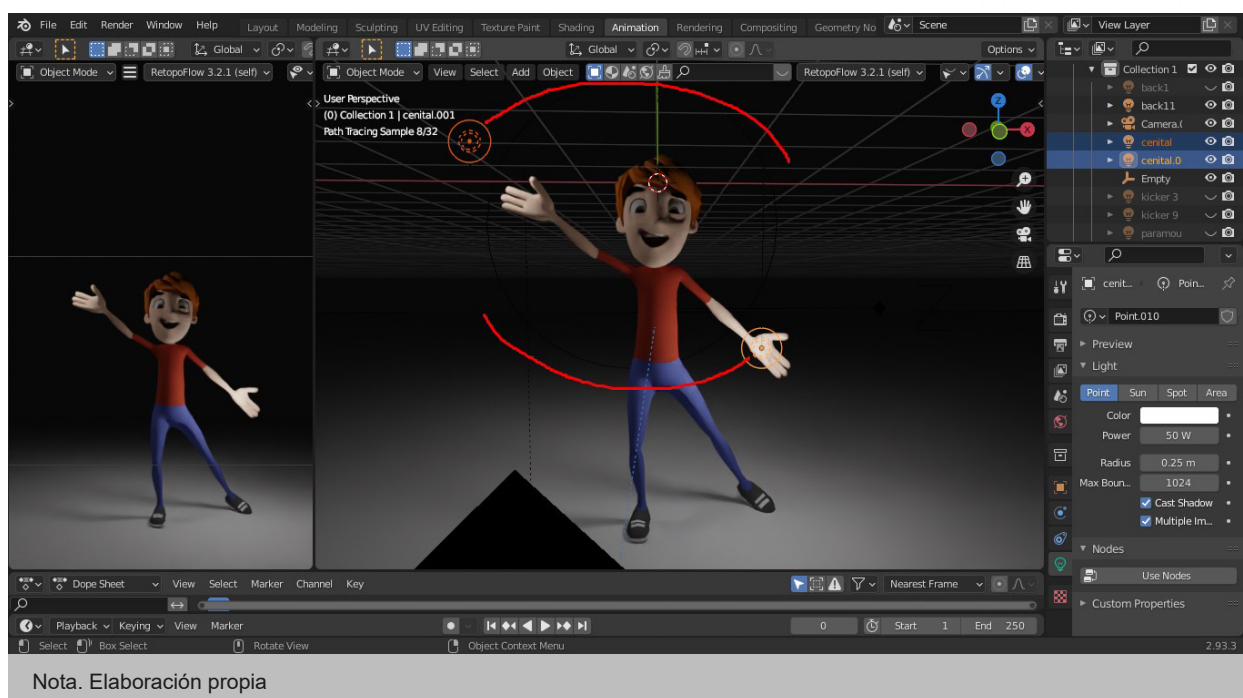 File Edit Render Window Help Layout Modeling Sculpting UV Editing Texture Paint Shading Animation Rendering Compositing Geometry No Scene View Layer
Global Global Options
Object Mode RetopoFlow 3.2.1 (self) Object Mode View Select Add Object RetopoFlow 3.2.1 (self)
User Perspective
(0) Collection 1 | cenital.001
Path Tracing Sample 8/32
Z
X
Collection 1
back1
back11
Camera.(
cenital
cenital.0
Empty
kicker 3
kicker 9
paramou
cenit... Poin...
Point.010
Preview
Light
Point Sun Spot Area
Color
Power 50 W
Radius 0.25 m
Max Boun... 1024
Cast Shadow
Multiple Im...
Nodes
Use Nodes
Custom Properties
Dope Sheet View Select Marker Channel Key Nearest Frame
Playback Keying View Marker 0 Start 1 End 250
Select Box Select Rotate View Object Context Menu 2.93.3
Nota. Elaboración propia